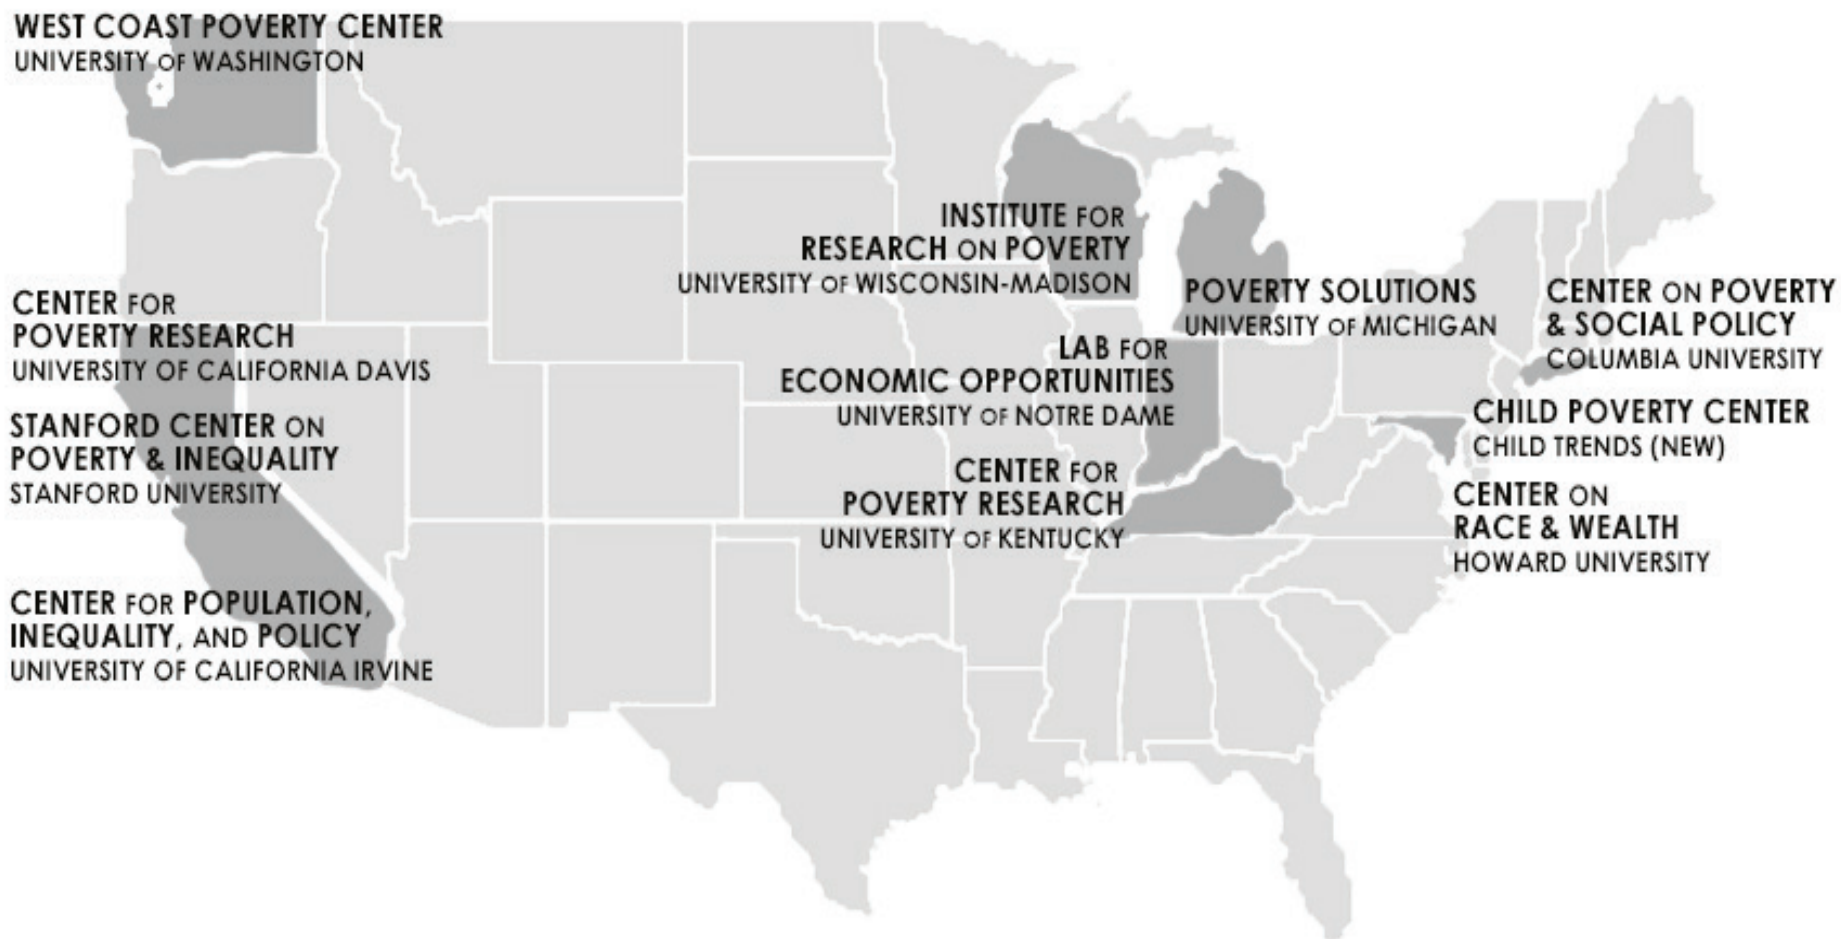 WEST COAST POVERTY CENTER
UNIVERSITY OF WASHINGTON
CENTER FOR
POVERTY RESEARCH
UNIVERSITY OF CALIFORNIA DAVIS
STANFORD CENTER ON
POVERTY & INEQUALITY
STANFORD UNIVERSITY
CENTER FOR POPULATION,
INEQUALITY, AND POLICY
UNIVERSITY OF CALIFORNIA IRVINE
INSTITUTE FOR
RESEARCH ON POVERTY
UNIVERSITY OF WISCONSIN-MADISON
LAB FOR
ECONOMIC OPPORTUNITIES
UNIVERSITY OF NOTRE DAME
CENTER FOR
POVERTY RESEARCH
UNIVERSITY OF KENTUCKY
POVERTY SOLUTIONS
UNIVERSITY OF MICHIGAN
CENTER ON POVERTY
& SOCIAL POLICY
COLUMBIA UNIVERSITY
CHILD POVERTY CENTER
CHILD TRENDS (NEW)
CENTER ON
RACE & WEALTH
HOWARD UNIVERSITY